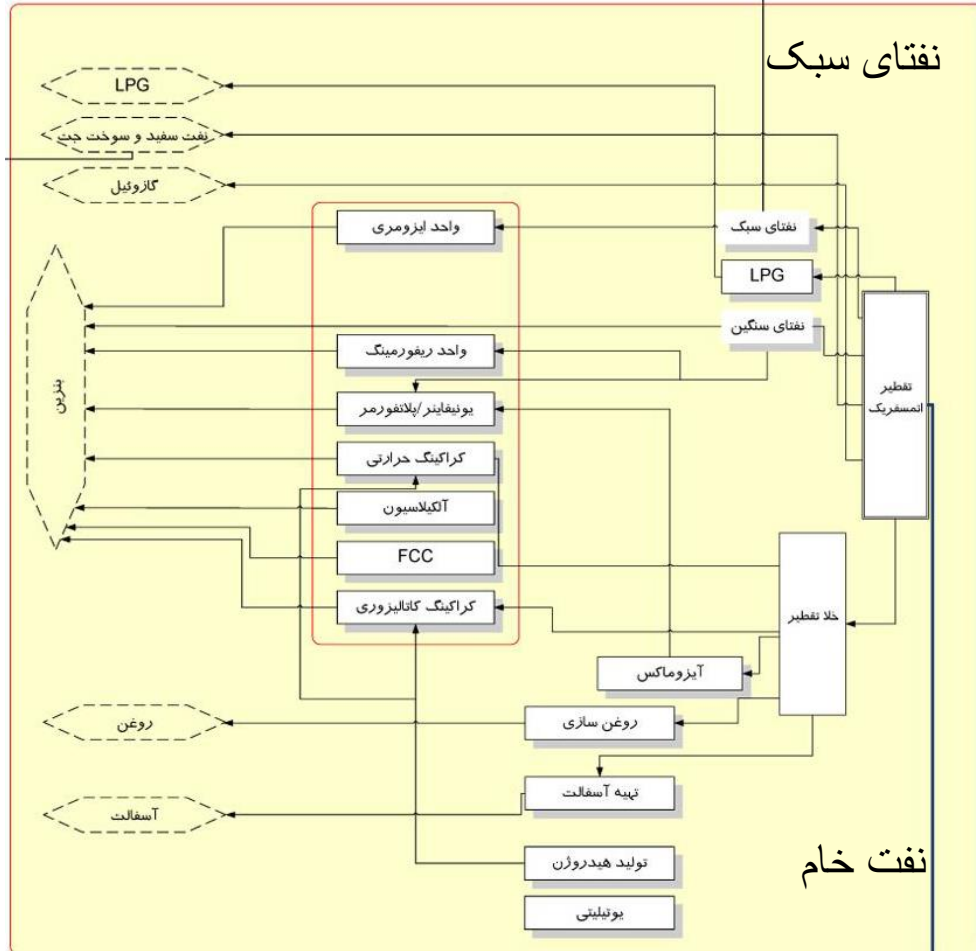 نفتای سبک
LPG
نفت سفید و سوخت جت
گازوئیل
واحد ایزومری
نفتای سبک
LPG
نفتای سنگین
واحد ریفورمینگ
تقطیر
اتمسفریک
بنزین
یونیفاینر/پلاتفورمر
کراکینگ حرارتی
آلکیلاسیون
FCC
کراکینگ کاتالیزوری
خلا تقطیر
آیزوماکس
روغن
روغن سازی
تهیه آسفالت
آسفالت
نفت خام
تولید هیدروژن
یوتیلیتی